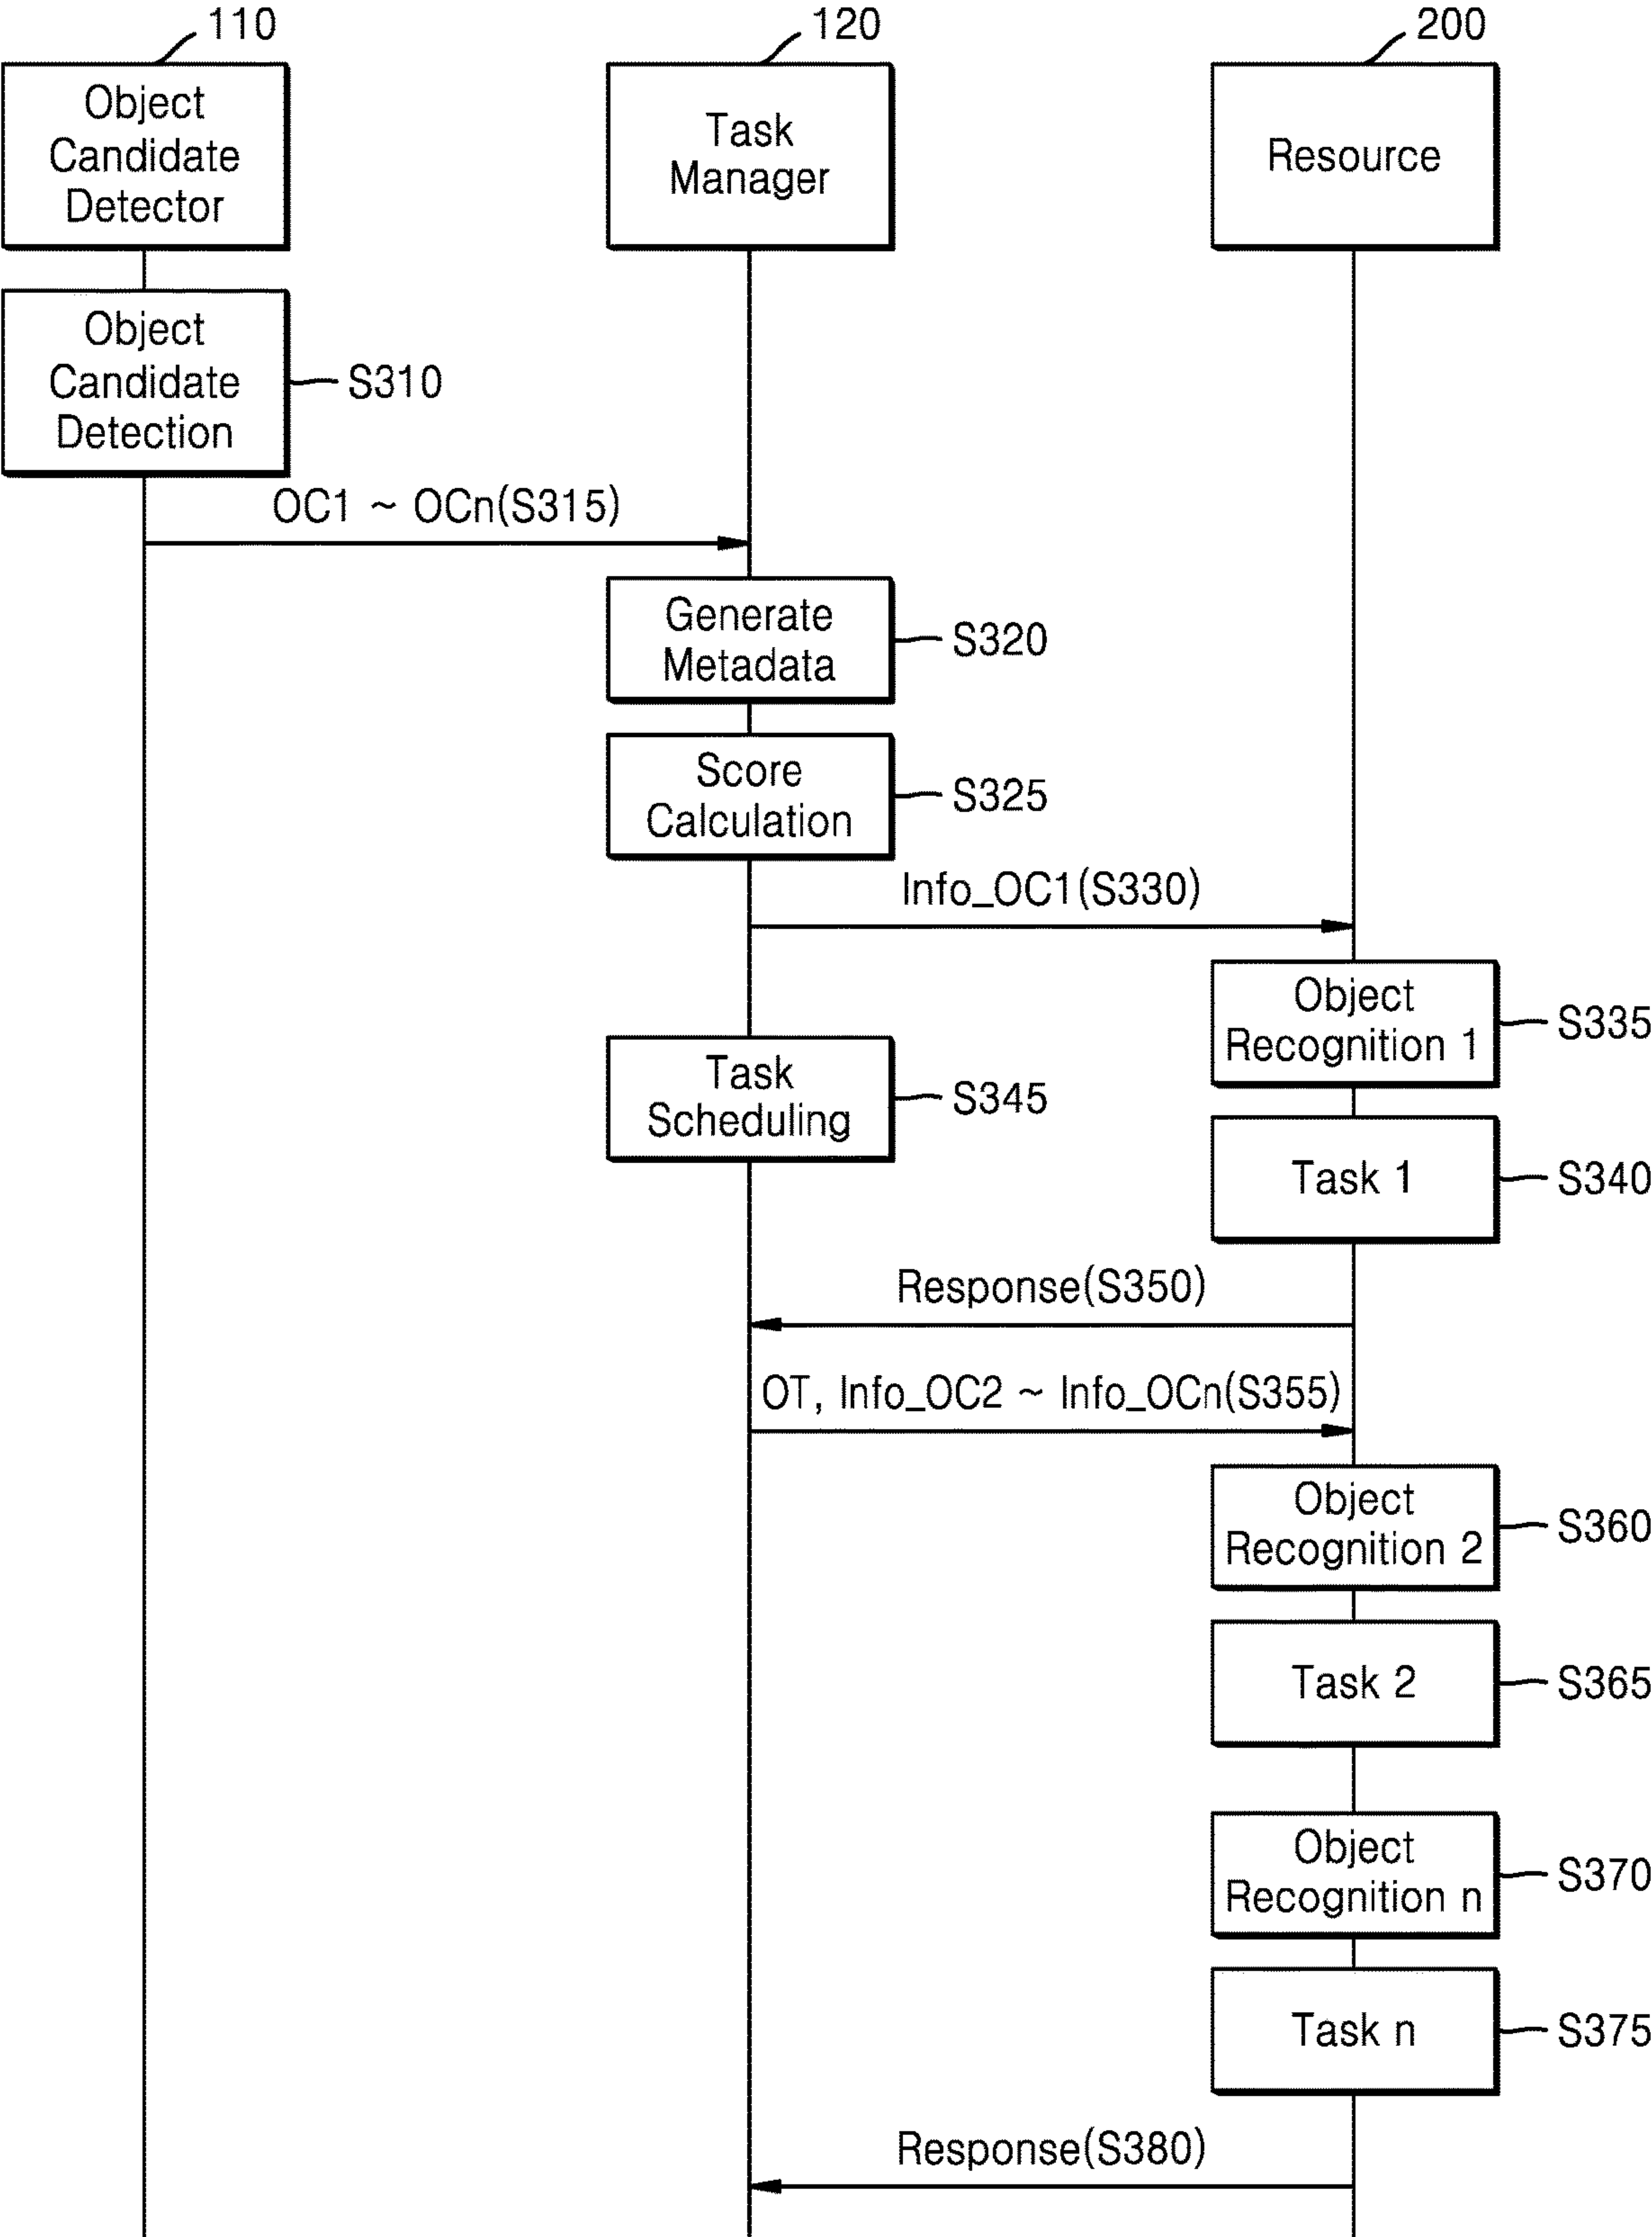 110
120
200
Object
Candidate
Detector
Task
Manager
Resource
Object
Candidate
Detection
S310
OC1 ~ OCn(S315)
Generate
Metadata
S320
Score
Calculation
S325
Info_OC1(S330)
Object
Recognition 1
S335
Task
Scheduling
S345
Task 1
S340
Response(S350)
OT, Info_OC2 ~ Info_OCn(S355)
Object
Recognition 2
S360
Task 2
S365
Object
Recognition n
S370
Task n
S375
Response(S380)